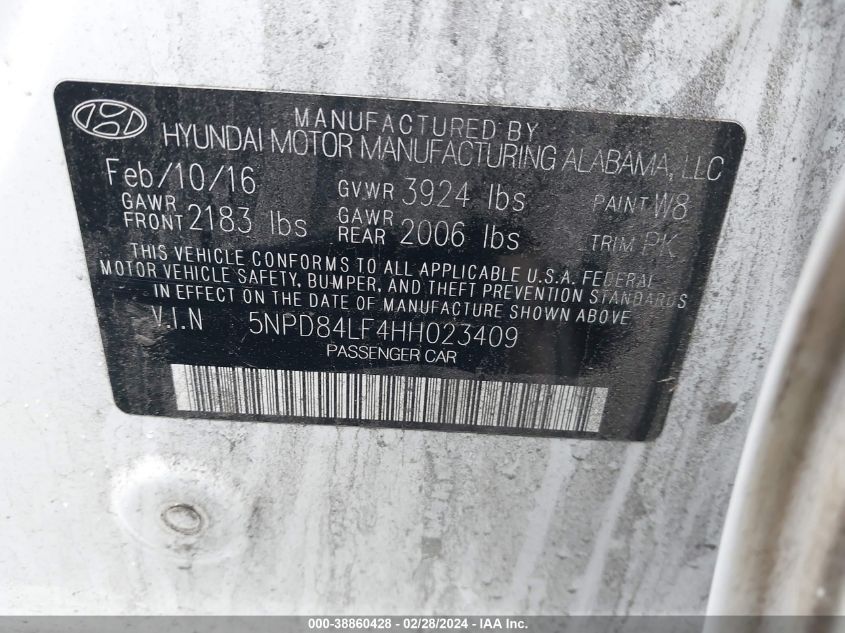 MANUFACTURED BY
HYUNDAI MOTOR MANUFACTURING ALABAMA, LLC
Feb/10/16 GVWR 3924 lbs PAINT W8
GAWR FRONT 2183 lbs GAWR REAR 2006 lbs TRIM PK
THIS VEHICLE CONFORMS TO ALL APPLICABLE U.S.A. FEDERAL
MOTOR VEHICLE SAFETY, BUMPER, AND THEFT PREVENTION STANDARDS
IN EFFECT ON THE DATE OF MANUFACTURE SHOWN ABOVE.
V.I.N 5NPD84LF4HH023409
PASSENGER CAR
000-38860428 - 02/28/2024 - IAA Inc.